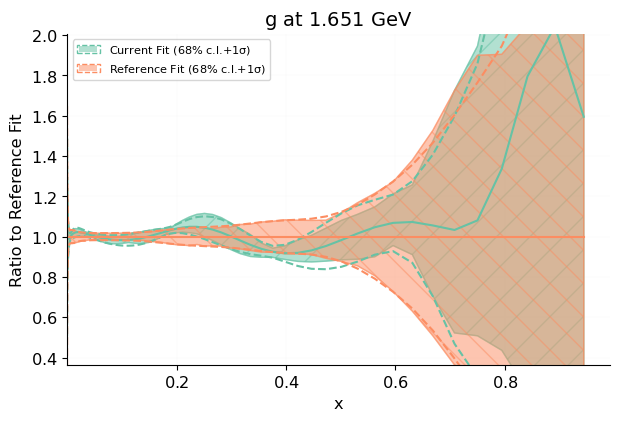 g at 1.651 GeV
Current Fit (68% c.l.+1σ)
Reference Fit (68% c.l.+1σ)
Ratio to Reference Fit
2.0
1.8
1.6
1.4
1.2
1.0
0.8
0.6
0.4
0.2 0.4 0.6 0.8
x